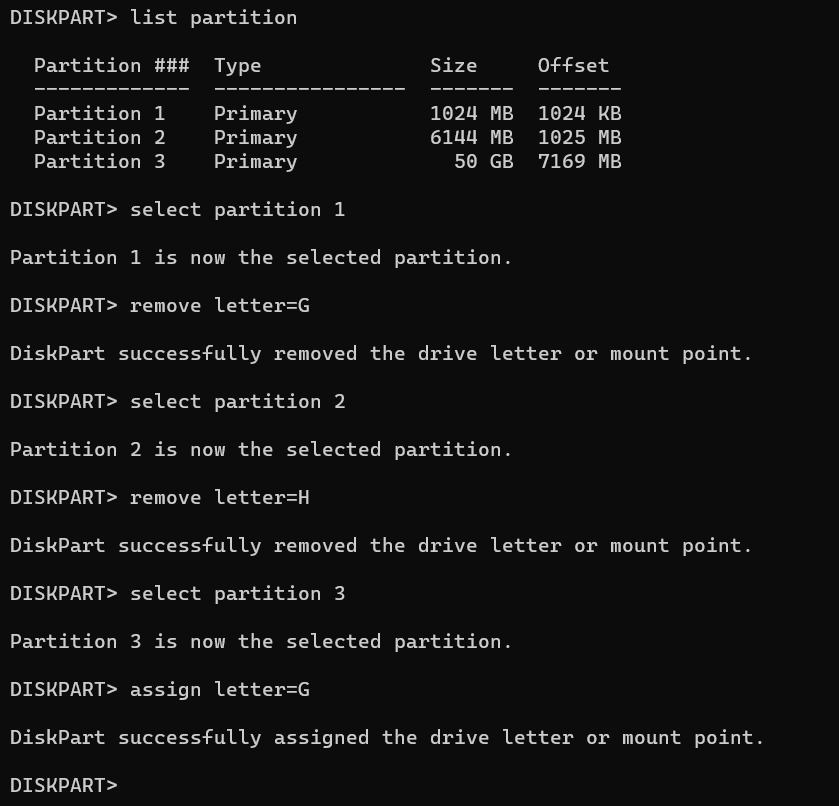 DISKPART> list partition
  Partition ###  Type              Size     Offset
  -------------  ----------------  -------  -------
  Partition 1    Primary           1024 MB  1024 KB
  Partition 2    Primary           6144 MB  1025 MB
  Partition 3    Primary             50 GB  7169 MB
DISKPART> select partition 1
Partition 1 is now the selected partition.
DISKPART> remove letter=G
DiskPart successfully removed the drive letter or mount point.
DISKPART> select partition 2
Partition 2 is now the selected partition.
DISKPART> remove letter=H
DiskPart successfully removed the drive letter or mount point.
DISKPART> select partition 3
Partition 3 is now the selected partition.
DISKPART> assign letter=G
DiskPart successfully assigned the drive letter or mount point.
DISKPART>